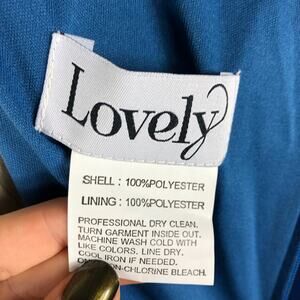 Lovely
SHELL : 100%POLYESTER
LINING : 100%POLYESTER
PROFESSIONAL DRY CLEAN.
TURN GARMENT INSIDE OUT.
MACHINE WASH COLD WITH
LIKE COLORS. LINE DRY.
COOL IRON IF NEEDED.
NON-CHLORINE BLEACH.